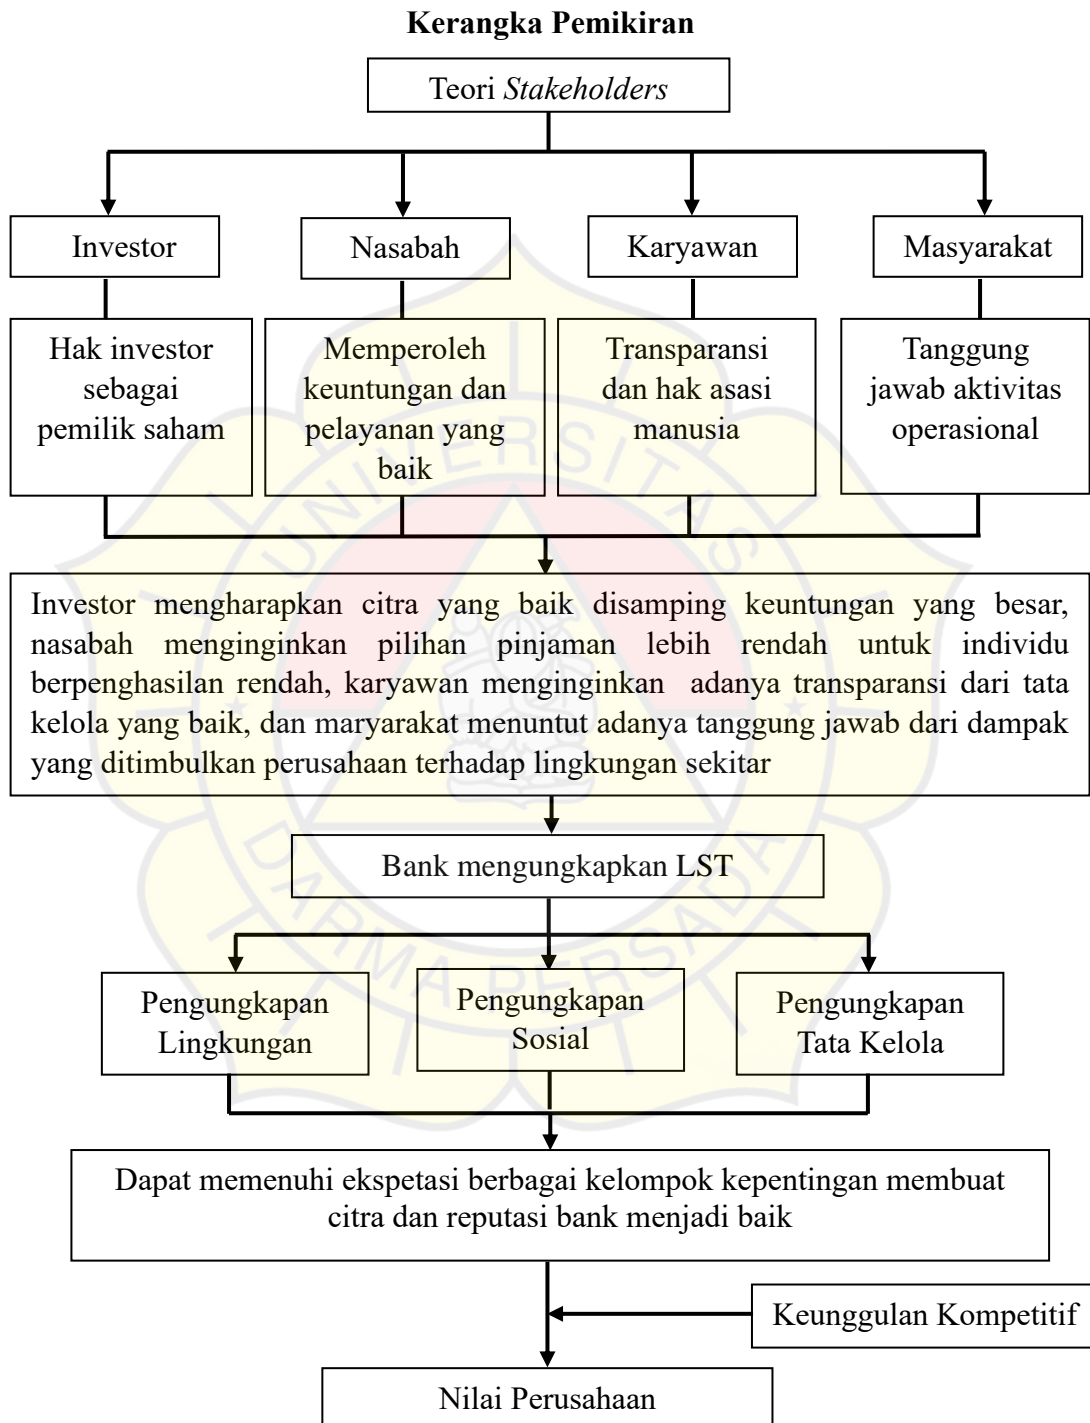 Kerangka Pemikiran
Teori Stakeholders
Investor
Nasabah
Karyawan
Masyarakat
Hak investor
sebagai
pemilik saham
Memperoleh
keuntungan dan
pelayanan yang
baik
Transparansi
dan hak asasi
manusia
Tanggung
jawab aktivitas
operasional
Investor mengharapkan citra yang baik disamping keuntungan yang besar,
nasabah menginginkan pilihan pinjaman lebih rendah untuk individu
berpenghasilan rendah, karyawan menginginkan adanya transparansi dari tata
kelola yang baik, dan maryarakat menuntut adanya tanggung jawab dari dampak
yang ditimbulkan perusahaan terhadap lingkungan sekitar
Bank mengungkapkan LST
Pengungkapan
Lingkungan
Pengungkapan
Sosial
Pengungkapan
Tata Kelola
Dapat memenuhi ekspetasi berbagai kelompok kepentingan membuat
citra dan reputasi bank menjadi baik
Keunggulan Kompetitif
Nilai Perusahaan
UNIVERSITAS
DARMA PERSADA